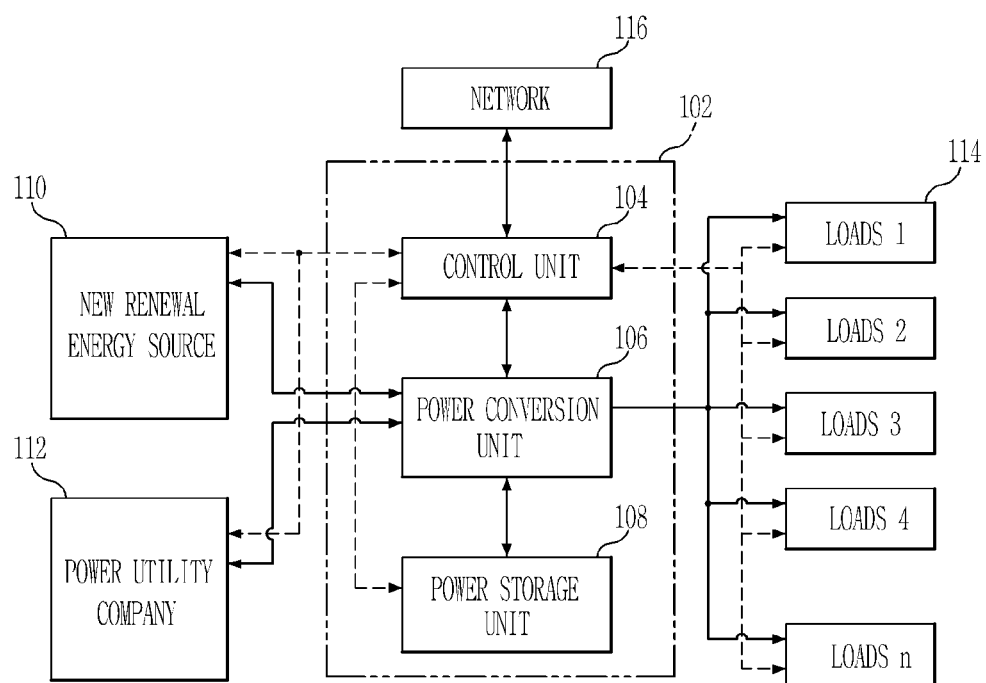 116
NETWORK
102
110
104
114
NEW RENEWAL
ENERGY SOURCE
CONTROL UNIT
LOADS 1
LOADS 2
106
POWER CONVERSION
UNIT
LOADS 3
112
POWER UTILITY
COMPANY
108
POWER STORAGE
UNIT
LOADS 4
LOADS n